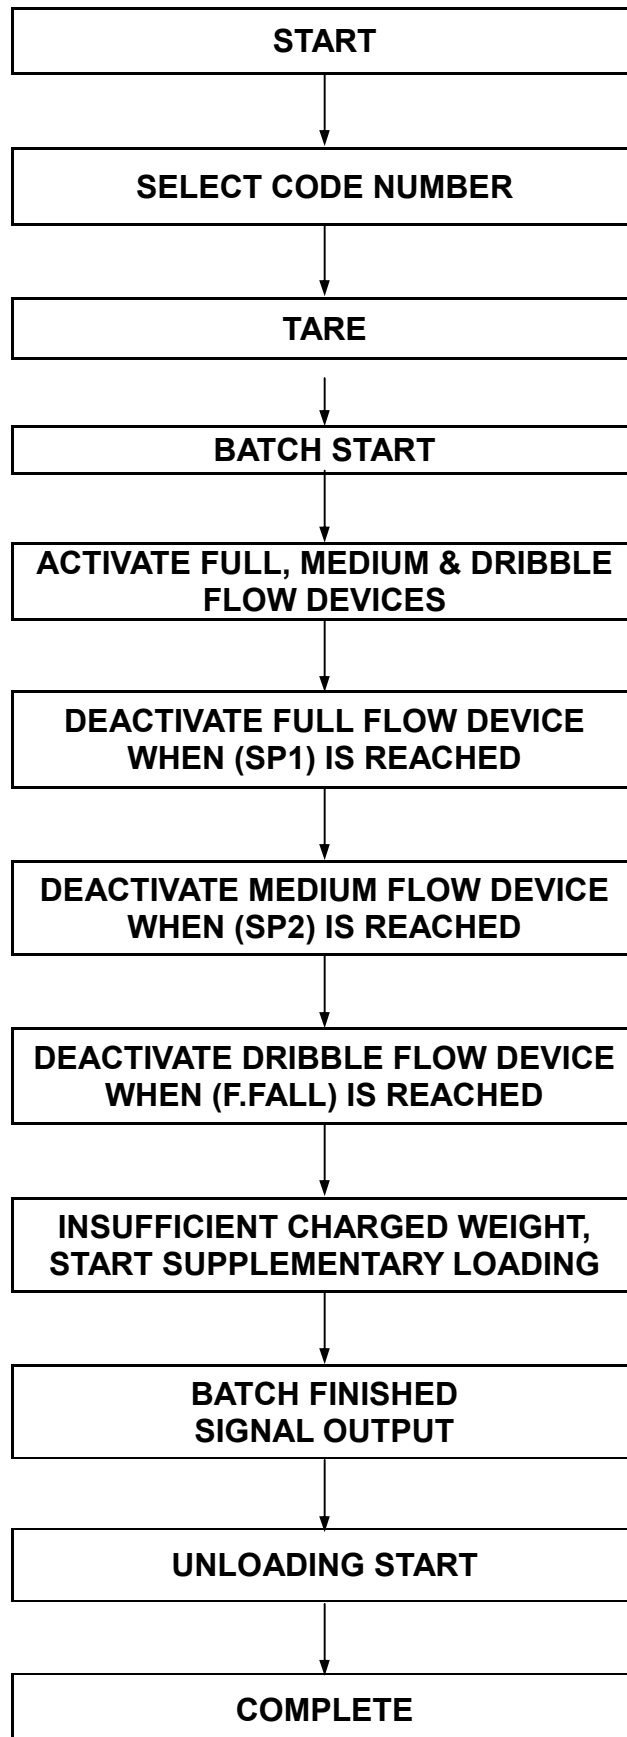 START
SELECT CODE NUMBER
TARE
BATCH START
ACTIVATE FULL, MEDIUM & DRIBBLE
FLOW DEVICES
DEACTIVATE FULL FLOW DEVICE
WHEN (SP1) IS REACHED
DEACTIVATE MEDIUM FLOW DEVICE
WHEN (SP2) IS REACHED
DEACTIVATE DRIBBLE FLOW DEVICE
WHEN (F.FALL) IS REACHED
INSUFFICIENT CHARGED WEIGHT,
START SUPPLEMENTARY LOADING
BATCH FINISHED
SIGNAL OUTPUT
UNLOADING START
COMPLETE